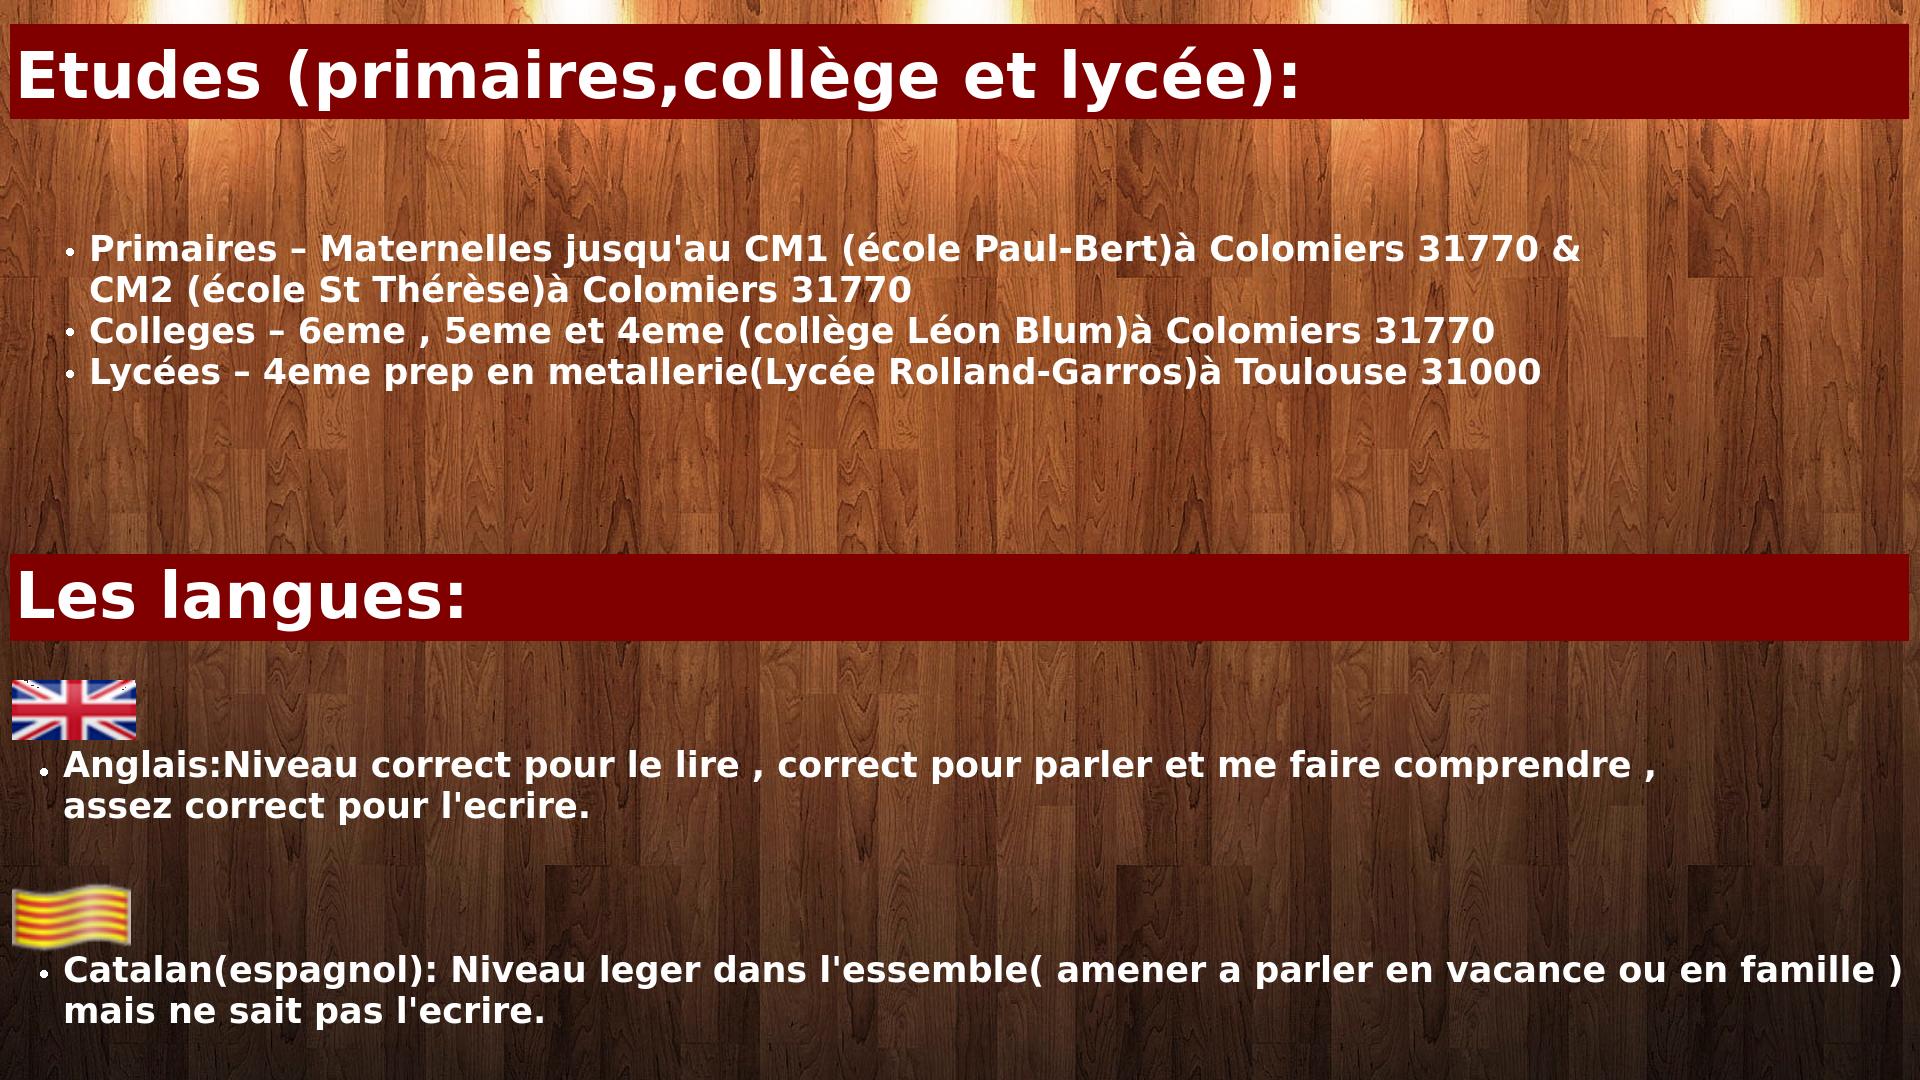 Etudes (primaires,collège et lycée):
• Primaires – Maternelles jusqu'au CM1 (école Paul-Bert)à Colomiers 31770 &
CM2 (école St Thérèse)à Colomiers 31770
• Colleges – 6eme , 5eme et 4eme (collège Léon Blum)à Colomiers 31770
• Lycées – 4eme prep en metallerie(Lycée Rolland-Garros)à Toulouse 31000
Les langues:
• Anglais:Niveau correct pour le lire , correct pour parler et me faire comprendre ,
assez correct pour l'ecrire.
• Catalan(espagnol): Niveau leger dans l'essemble( amener a parler en vacance ou en famille )
mais ne sait pas l'ecrire.